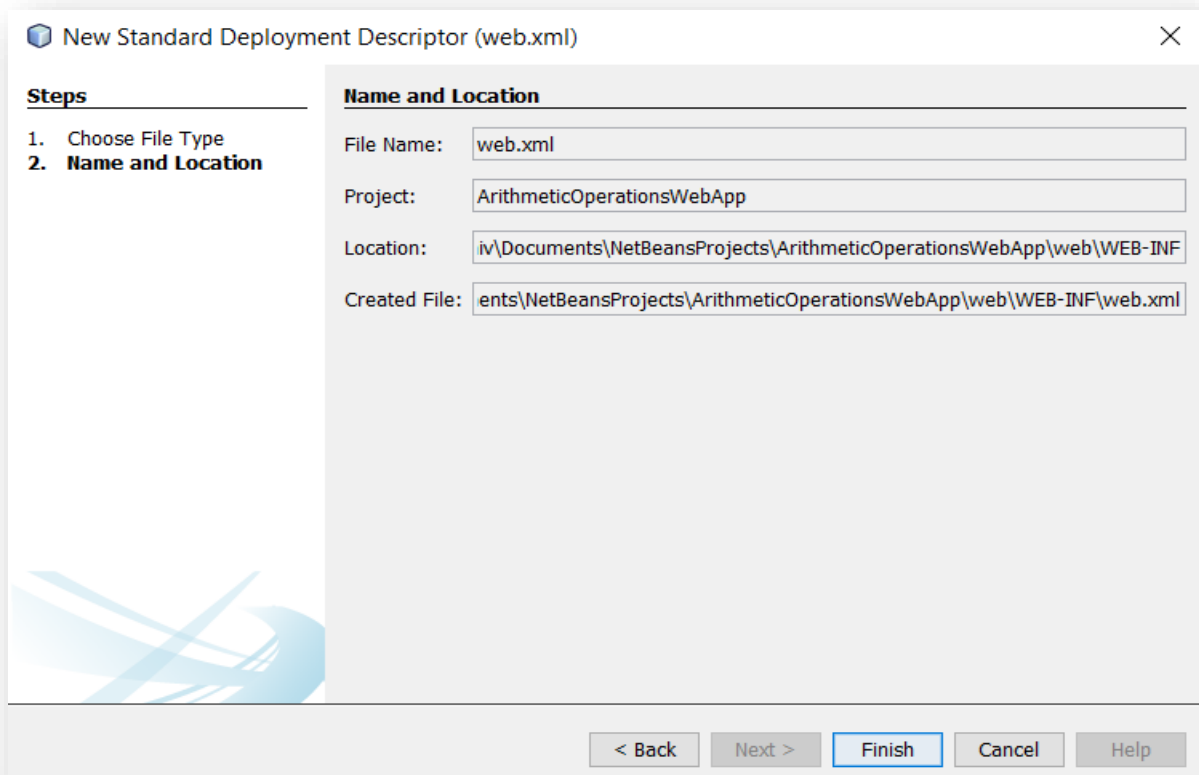 New Standard Deployment Descriptor (web.xml)
Steps
1. Choose File Type
2. Name and Location
Name and Location
File Name: web.xml
Project: ArithmeticOperationsWebApp
Location: iv\Documents\NetBeansProjects\ArithmeticOperationsWebApp\web\WEB-INF
Created File: ents\NetBeansProjects\ArithmeticOperationsWebApp\web\WEB-INF\web.xml
< Back Next > Finish Cancel Help